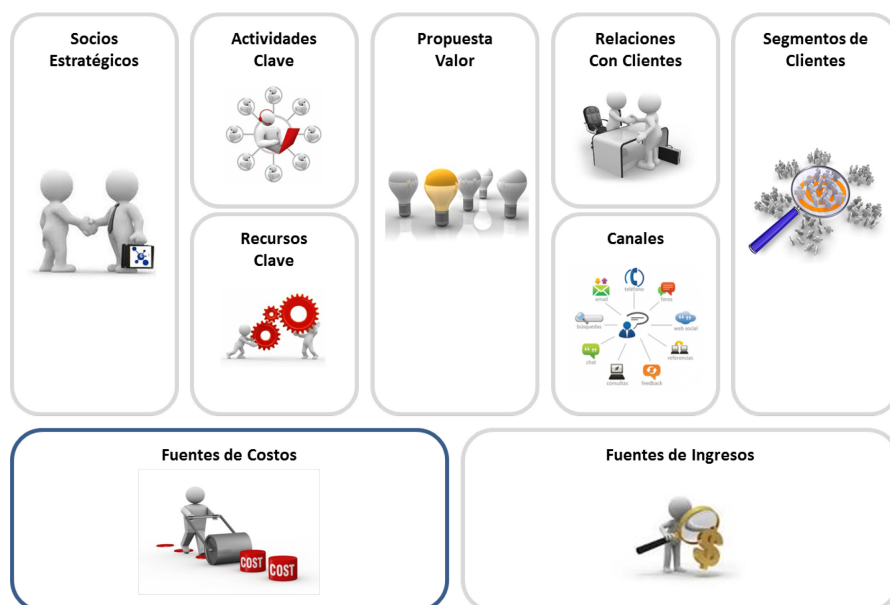 Socios
Estratégicos
Actividades
Clave
Propuesta
Valor
Relaciones
Con Clientes
Segmentos de
Clientes
Recursos
Clave
Canales
teléfono
email
foros
búsquedas
web social
chat
referencias
consultas
feedback
Fuentes de Costos
COST
COST
Fuentes de Ingresos
$